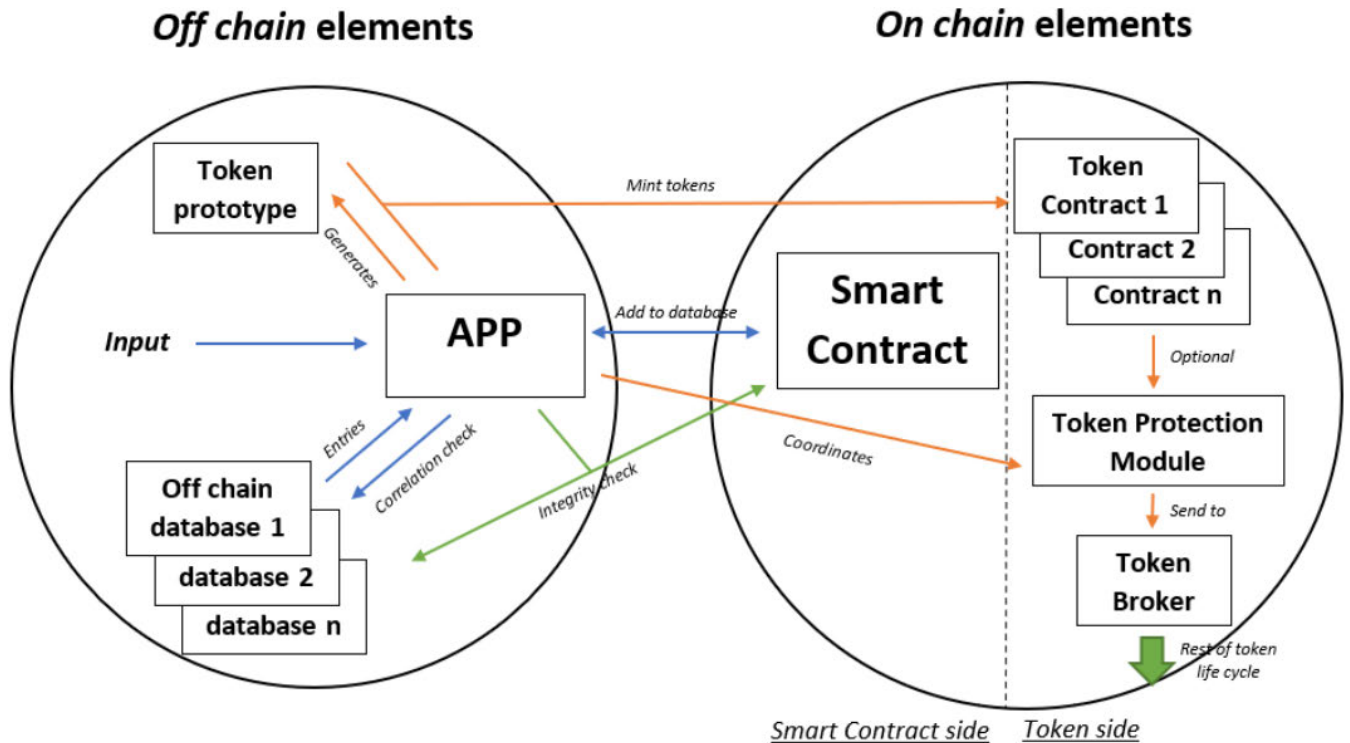 Off chain elements
On chain elements
Token
prototype
Generates
Mint tokens
Input
APP
Add to database
Smart
Contract
Token
Contract 1
Contract 2
Contract n
Optional
Entries
Correlation check
Integrity check
Coordinates
Token Protection
Module
Send to
Off chain
database 1
database 2
database n
Token
Broker
Rest of token
life cycle
Smart Contract side
Token side